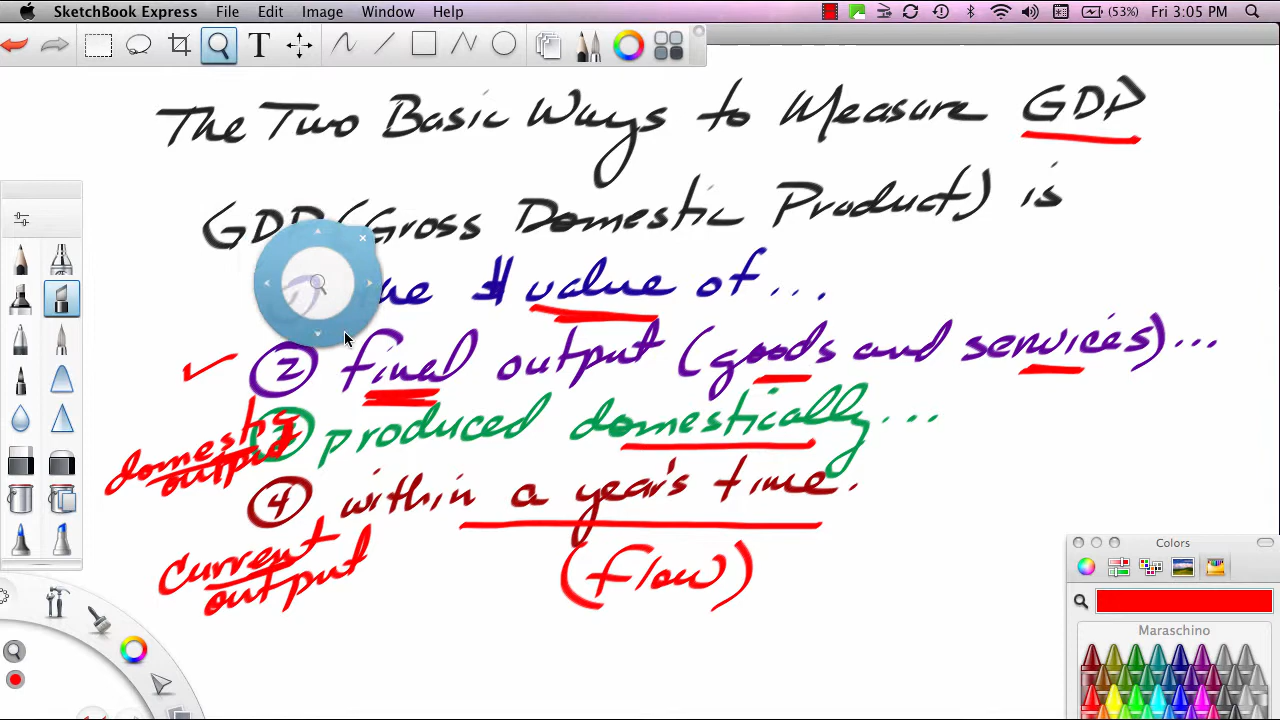 SketchBook Express File Edit Image Window Help (53%) Fri 3:05 PM
T
The Two Basic Ways to Measure GDP
GDP (Gross Domestic Product) is
$ value of...
② final output (goods and services)...
③ produced domestically...
domestic
output
④ within a year's time.
current
output
(flow)
Colors
Maraschino